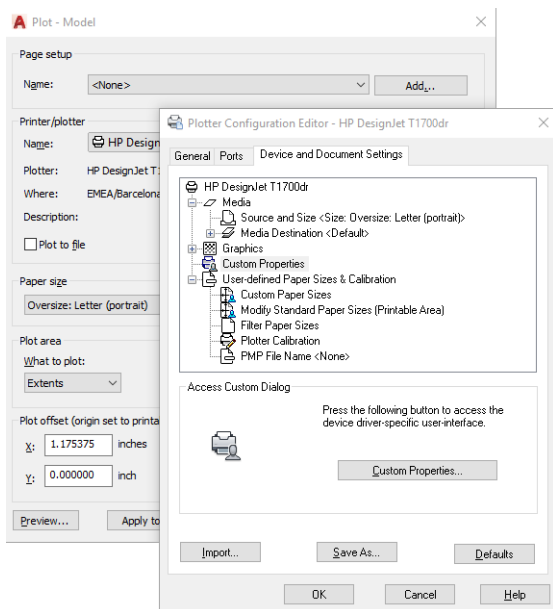 Plot - Model
Page setup
Name:
<None>
Add...
Printer/plotter
Name:
HP Design
Plotter:
HP DesignJet T1
Where:
EMEA/Barcelona
Description:
Plot to file
Paper size
Oversize: Letter (portrait)
Plot area
What to plot:
Extents
Plot offset (origin set to printa
X:
1.175375
inches
Y:
0.000000
inch
Preview...
Apply to
Plotter Configuration Editor - HP DesignJet T1700dr
General
Ports
Device and Document Settings
HP DesignJet T1700dr
Media
Source and Size <Size: Oversize: Letter (portrait)>
Media Destination <Default>
Graphics
Custom Properties
User-defined Paper Sizes & Calibration
Custom Paper Sizes
Modify Standard Paper Sizes (Printable Area)
Filter Paper Sizes
Plotter Calibration
PMP File Name <None>
Access Custom Dialog
Press the following button to access the
device driver-specific user-interface.
Custom Properties...
Import...
Save As...
Defaults
OK
Cancel
Help